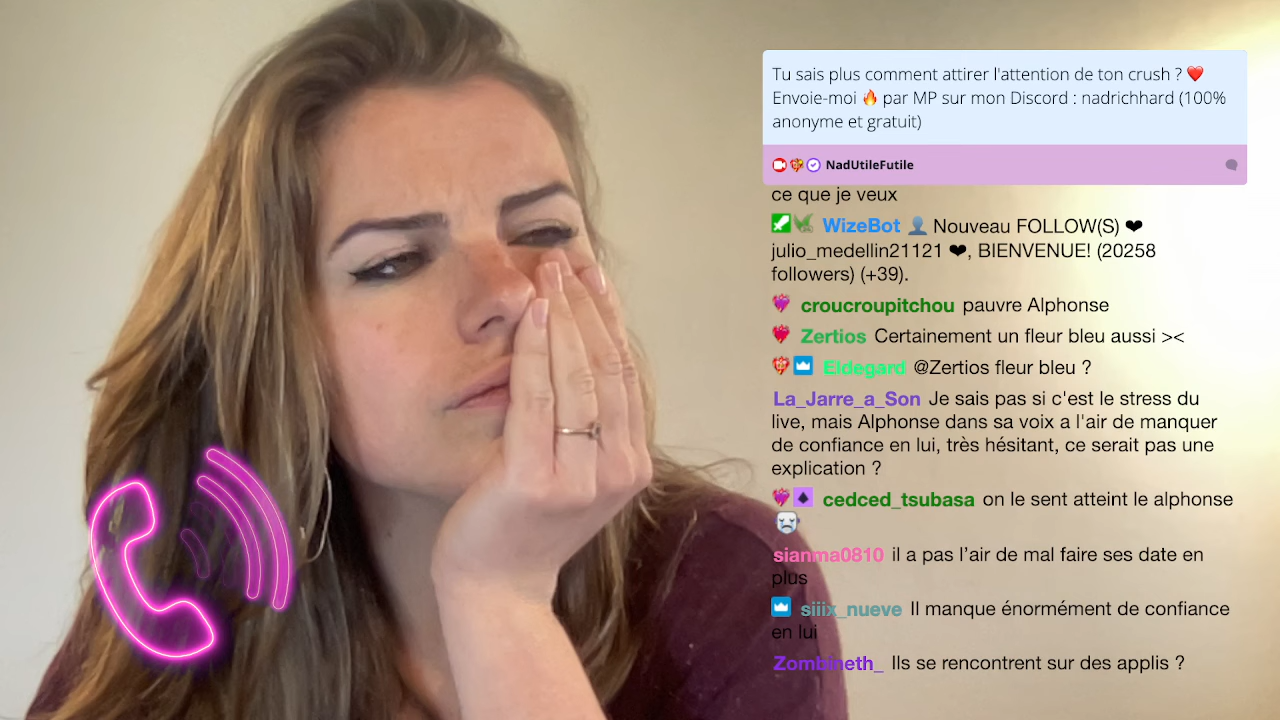 Tu sais plus comment attirer l'attention de ton crush ? ❤️
Envoie-moi 🔥 par MP sur mon Discord : nadrichhard (100%
anonyme et gratuit)
NadUtileFutile
ce que je veux
WizeBot 👤 Nouveau FOLLOW(S) ❤
julio_medellin21121 ❤, BIENVENUE! (20258
followers) (+39).
croucroupitchou pauvre Alphonse
Zertios Certainement un fleur bleu aussi ><
Eldegard @Zertios fleur bleu ?
La_Jarre_a_Son Je sais pas si c'est le stress du
live, mais Alphonse dans sa voix a l'air de manquer
de confiance en lui, très hésitant, ce serait pas une
explication ?
cedced_tsubasa on le sent atteint le alphonse
sianma0810 il a pas l’air de mal faire ses date en
plus
siiix_nueve Il manque énormément de confiance
en lui
Zombineth_ Ils se rencontrent sur des applis ?